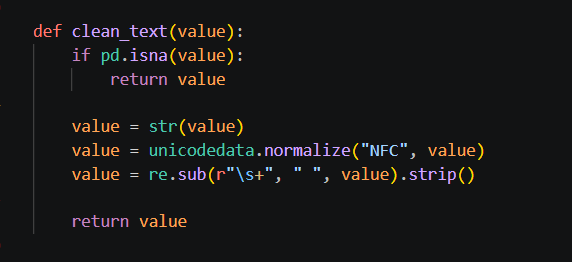 def clean_text(value):
    if pd.isna(value):
        return value

    value = str(value)
    value = unicodedata.normalize("NFC", value)
    value = re.sub(r"\s+", " ", value).strip()

    return value